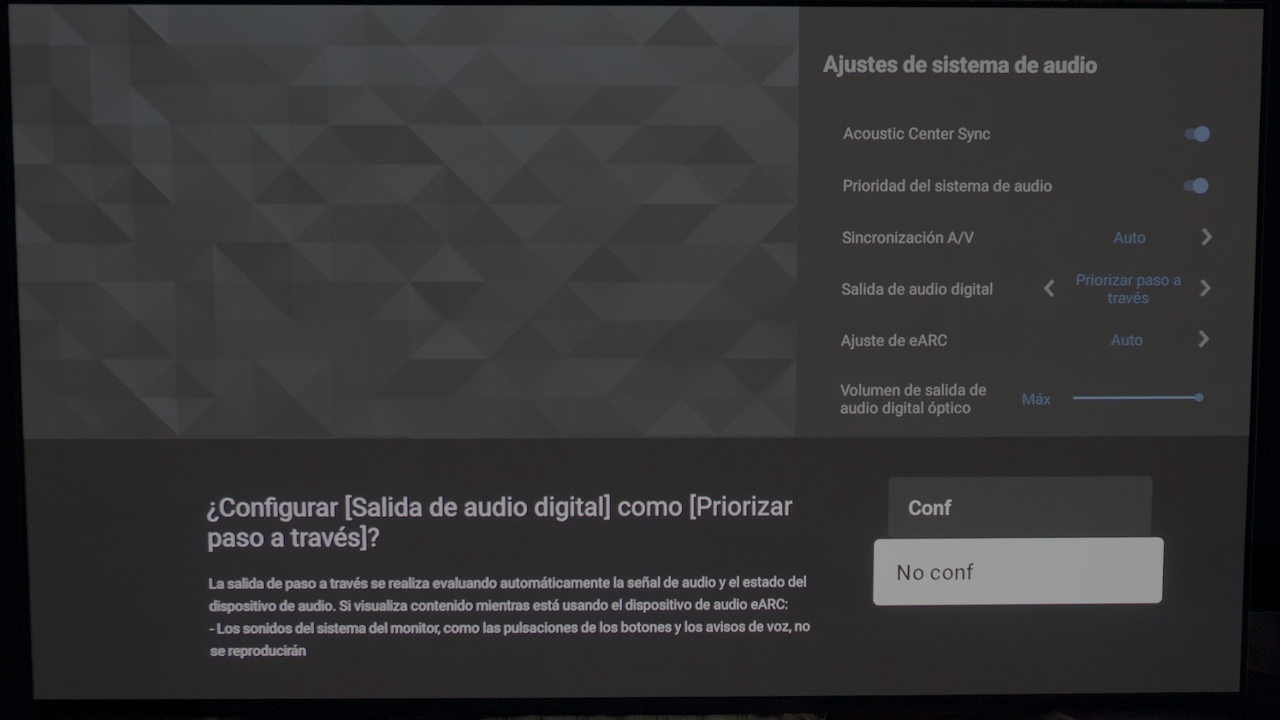 Ajustes de sistema de audio
Acoustic Center Sync
Prioridad del sistema de audio
Sincronización A/V
Auto
Salida de audio digital
Priorizar paso a
través
Ajuste de eARC
Auto
Volumen de salida de
audio digital óptico
Máx
¿Configurar [Salida de audio digital] como [Priorizar
paso a través]?
La salida de paso a través se realiza evaluando automáticamente la señal de audio y el estado del
dispositivo de audio. Si visualiza contenido mientras está usando el dispositivo de audio eARC:
- Los sonidos del sistema del monitor, como las pulsaciones de los botones y los avisos de voz, no
se reproducirán
Conf
No conf